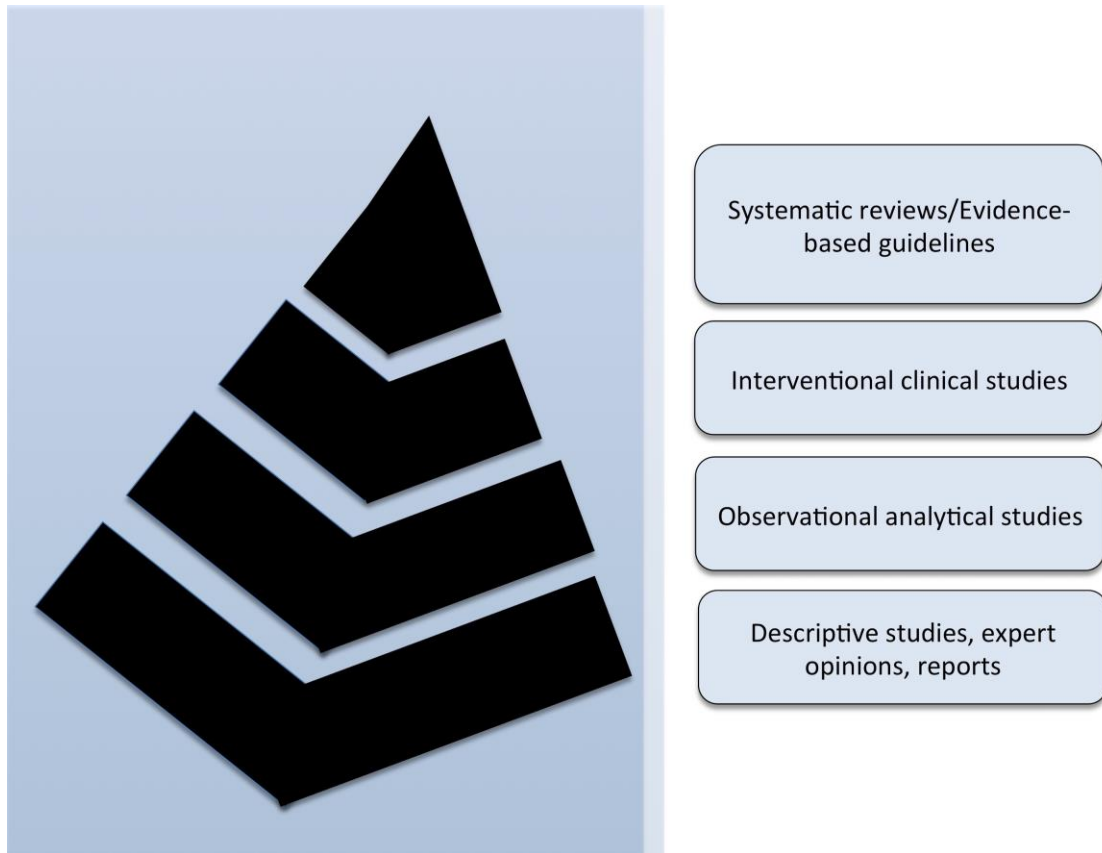 Systematic reviews/Evidence-
based guidelines
Interventional clinical studies
Observational analytical studies
Descriptive studies, expert
opinions, reports